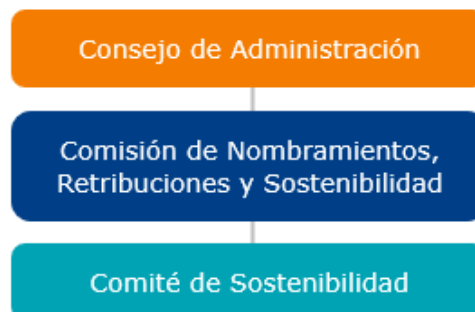 Consejo de Administración
Comisión de Nombramientos,
Retribuciones y Sostenibilidad
Comité de Sostenibilidad